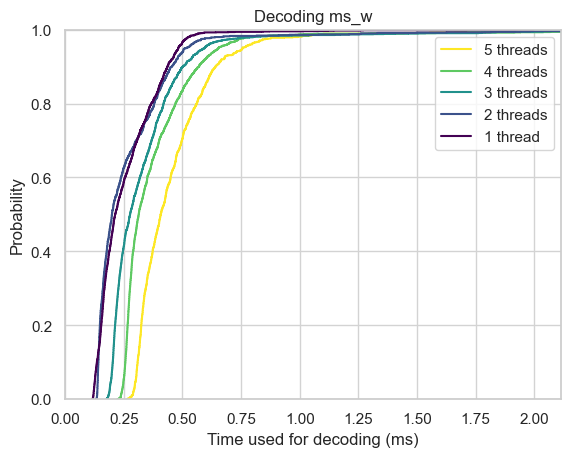 Decoding ms_w
Probability
1.0
0.8
0.6
0.4
0.2
0.0
5 threads
4 threads
3 threads
2 threads
1 thread
0.00 0.25 0.50 0.75 1.00 1.25 1.50 1.75 2.00
Time used for decoding (ms)